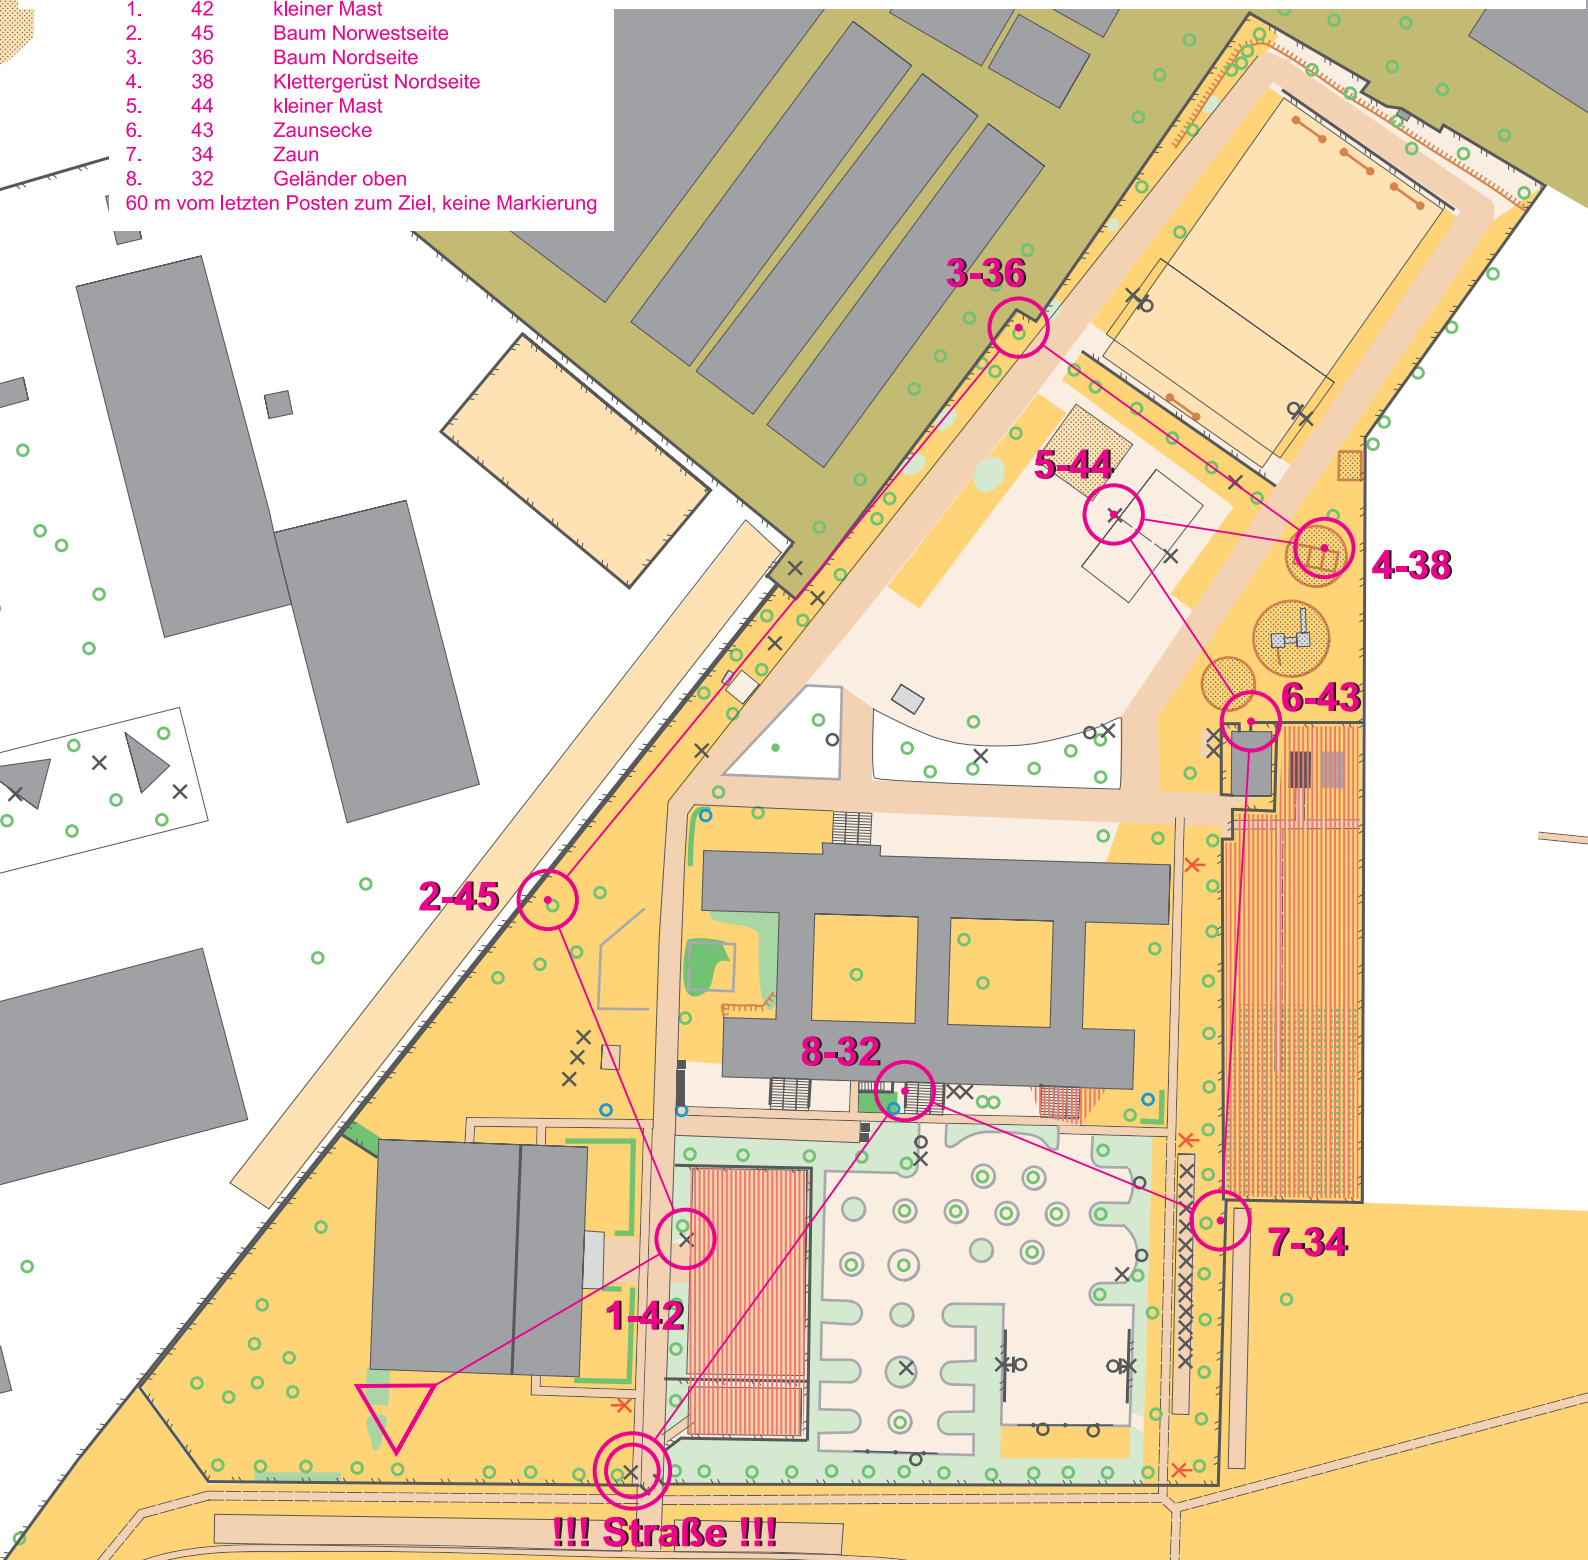 1. 42 kleiner Mast
2. 45 Baum Norwestseite
3. 36 Baum Nordseite
4. 38 Klettergerüst Nordseite
5. 44 kleiner Mast
6. 43 Zaunsecke
7. 34 Zaun
8. 32 Geländer oben
60 m vom letzten Posten zum Ziel, keine Markierung
3-36
5-44
4-38
6-43
2-45
8-32
7-34
1-42
!!! Straße !!!